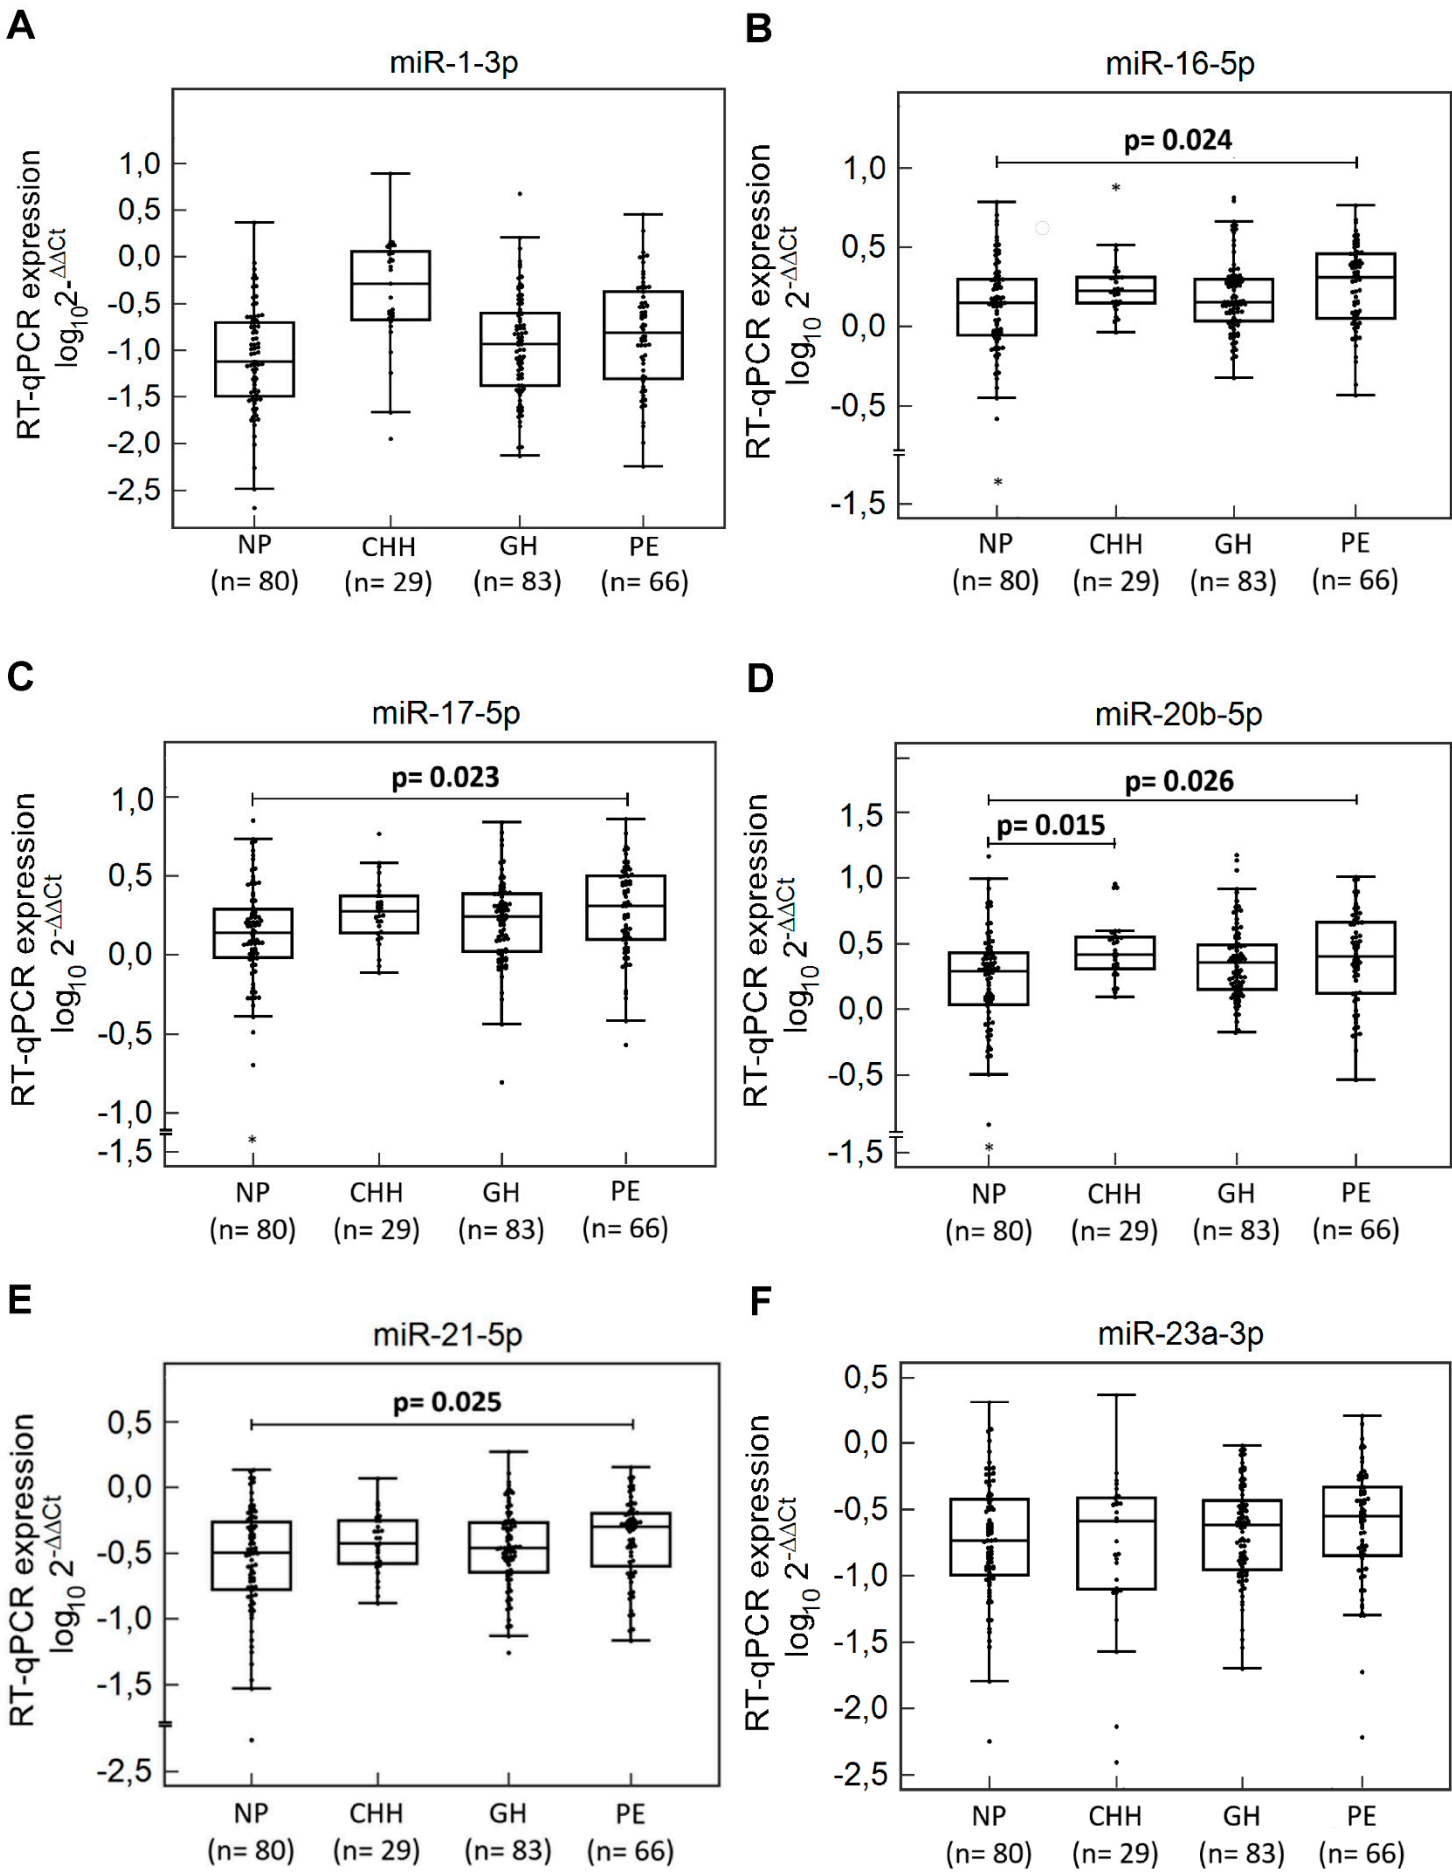 A
miR-1-3p
RT-qPCR expression
log10 2-ΔΔCt
1,0
0,5
0,0
-0,5
-1,0
-1,5
-2,0
-2,5
NP CHH GH PE
(n= 80) (n= 29) (n= 83) (n= 66)
B
miR-16-5p
RT-qPCR expression
log10 2-ΔΔCt
p= 0.024
1,0
*
0,5
0,0
-0,5
*
-1,5
NP CHH GH PE
(n= 80) (n= 29) (n= 83) (n= 66)
C
miR-17-5p
RT-qPCR expression
log10 2-ΔΔCt
p= 0.023
1,0
0,5
0,0
-0,5
-1,0
*
-1,5
NP CHH GH PE
(n= 80) (n= 29) (n= 83) (n= 66)
D
miR-20b-5p
RT-qPCR expression
log10 2-ΔΔCt
p= 0.026
1,5
p= 0.015
1,0
0,5
0,0
-0,5
*
-1,5
NP CHH GH PE
(n= 80) (n= 29) (n= 83) (n= 66)
E
miR-21-5p
RT-qPCR expression
log10 2-ΔΔCt
p= 0.025
0,5
0,0
-0,5
-1,0
-1,5
-2,5
NP CHH GH PE
(n= 80) (n= 29) (n= 83) (n= 66)
F
miR-23a-3p
RT-qPCR expression
log10 2-ΔΔCt
0,5
0,0
-0,5
-1,0
-1,5
-2,0
-2,5
NP CHH GH PE
(n= 80) (n= 29) (n= 83) (n= 66)